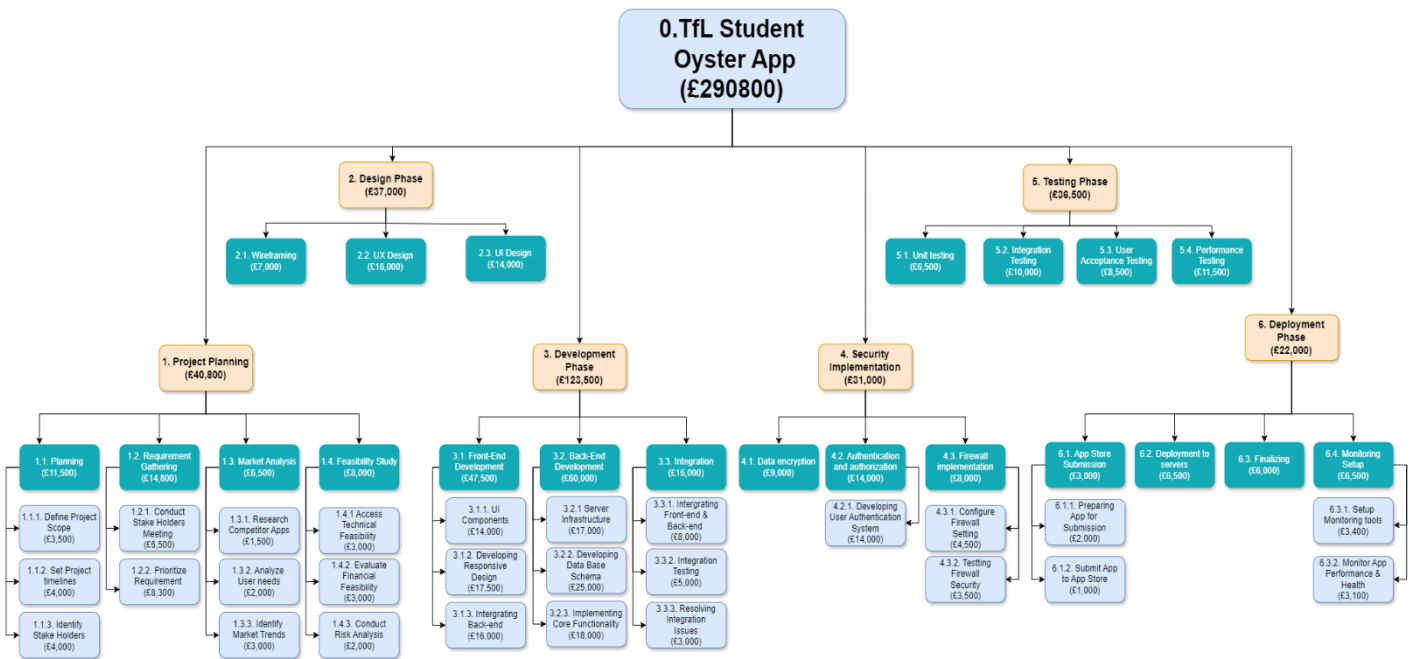 0.TfL Student
Oyster App
(£290800)
2. Design Phase
(£37,000)
5. Testing Phase
(£36,500)
2.1. Wireframing
(£7,000)
2.2. UX Design
(£16,000)
2.3. UI Design
(£14,000)
5.1. Unit testing
(£6,500)
5.2. Integration
Testing
(£10,000)
5.3. User
Acceptance Testing
(£8,500)
5.4. Performance
Testing
(£11,500)
1. Project Planning
(£40,800)
3. Development
Phase
(£123,500)
4. Security
Implementation
(£31,000)
6. Deployment
Phase
(£22,000)
1.1. Planning
(£11,500)
1.2. Requirement
Gathering
(£14,800)
1.3. Market Analysis
(£6,500)
1.4. Feasibility Study
(£8,000)
3.1. Front-End
Development
(£47,500)
3.2. Back-End
Development
(£60,000)
3.3. Integration
(£16,000)
4.1. Data encryption
(£9,000)
4.2. Authentication
and authorization
(£14,000)
4.3. Firewall
implementation
(£8,000)
6.1. App Store
Submission
(£3,000)
6.2. Deployment to
servers
(£6,500)
6.3. Finalizing
(£6,000)
6.4. Monitoring
Setup
(£6,500)
1.1.1. Define Project
Scope
(£3,500)
1.1.2. Set Project
timelines
(£4,000)
1.1.3. Identify
Stake Holders
(£4,000)
1.2.1. Conduct
Stake Holders
Meeting
(£6,500)
1.2.2. Prioritize
Requirement
(£8,300)
1.3.1. Research
Competitor Apps
(£1,500)
1.3.2. Analyze
User needs
(£2,000)
1.3.3. Identify
Market Trends
(£3,000)
1.4.1 Access
Technical
Feasibility
(£3,000)
1.4.2. Evaluate
Financial
Feasibility
(£3,000)
1.4.3. Conduct
Risk Analysis
(£2,000)
3.1.1. UI
Components
(£14,000)
3.1.2. Developing
Responsive
Design
(£17,500)
3.1.3. Intergrating
Back-end
(£16,000)
3.2.1 Server
Infrastructure
(£17,000)
3.2.2. Developing
Data Base
Schema
(£25,000)
3.2.3. Implementing
Core Functionality
(£18,000)
3.3.1. Intergrating
Front-end &
Back-end
(£8,000)
3.3.2. Integration
Testing
(£5,000)
3.3.3. Resolving
Integration
Issues
(£3,000)
4.2.1. Developing
User Authentication
System
(£14,000)
4.3.1. Configure
Firewall
Setting
(£4,500)
4.3.2. Testting
Firewall
Security
(£3,500)
6.1.1. Preparing
App for
Submission
(£2,000)
6.1.2. Submit App
to App Store
(£1,000)
6.3.1. Setup
Monitoring tools
(£3,400)
6.3.2. Monitor App
Performance &
Health
(£3,100)